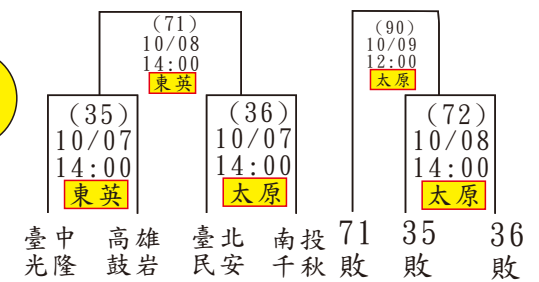 (71)
10/08
14:00
東英
(90)
10/09
12:00
太原
(35)
10/07
14:00
東英
(36)
10/07
14:00
太原
(72)
10/08
14:00
太原
臺中 高雄 臺北 南投 71 35 36
光隆 鼓岩 民安 千秋 敗 敗 敗